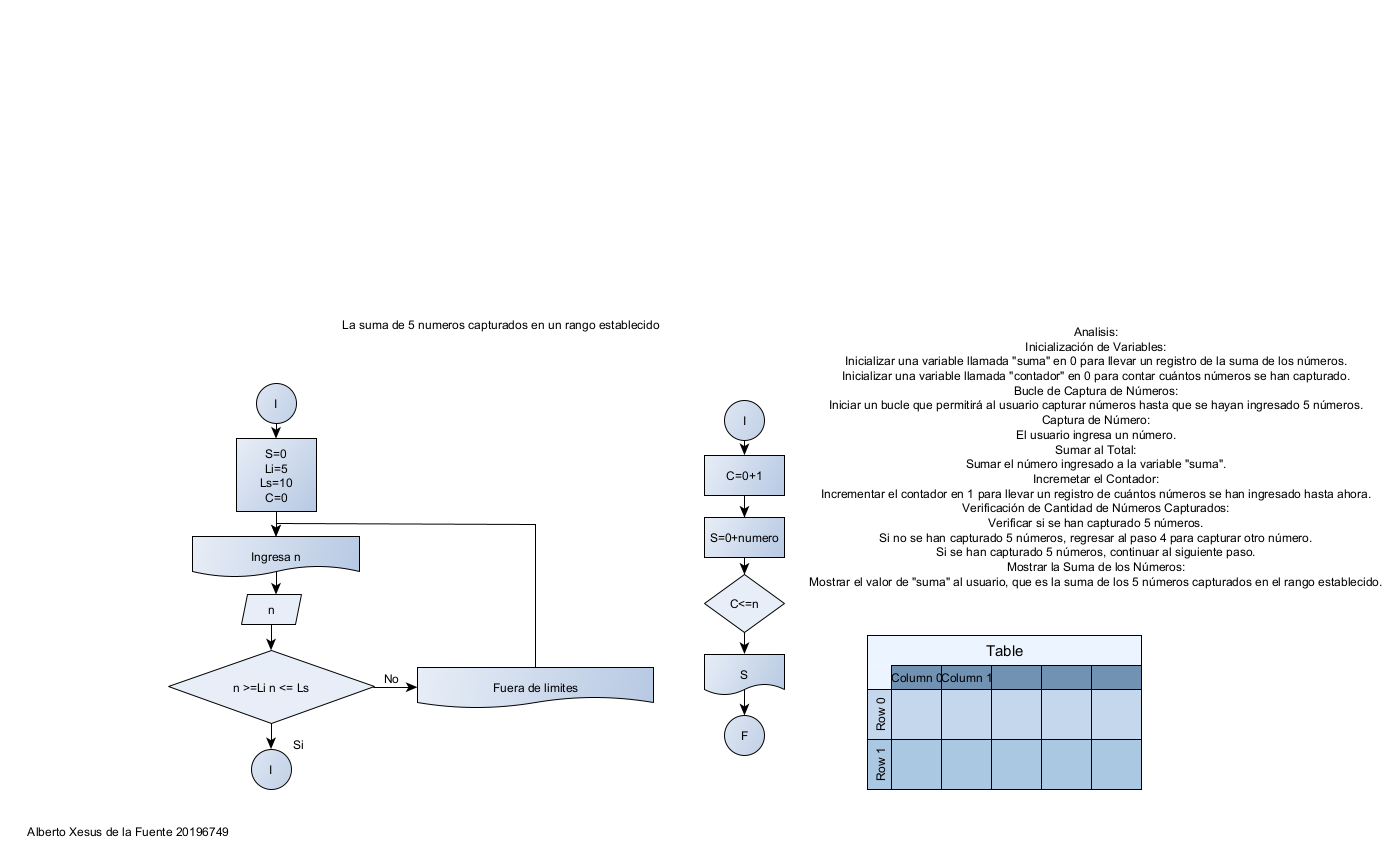 La suma de 5 numeros capturados en un rango establecido
I
S=0
Li=5
Ls=10
C=0
Ingresa n
n
n >=Li n <= Ls
No
Fuera de limites
Si
I
I
C=0+1
S=0+numero
C<=n
S
F
Analisis:
Inicialización de Variables:
Inicializar una variable llamada "suma" en 0 para llevar un registro de la suma de los números.
Inicializar una variable llamada "contador" en 0 para contar cuántos números se han capturado.
Bucle de Captura de Números:
Iniciar un bucle que permitirá al usuario capturar números hasta que se hayan ingresado 5 números.
Captura de Número:
El usuario ingresa un número.
Sumar al Total:
Sumar el número ingresado a la variable "suma".
Incremetar el Contador:
Incrementar el contador en 1 para llevar un registro de cuántos números se han ingresado hasta ahora.
Verificación de Cantidad de Números Capturados:
Verificar si se han capturado 5 números.
Si no se han capturado 5 números, regresar al paso 4 para capturar otro número.
Si se han capturado 5 números, continuar al siguiente paso.
Mostrar la Suma de los Números:
Mostrar el valor de "suma" al usuario, que es la suma de los 5 números capturados en el rango establecido.
Table
Column 0 Column 1
Row 0
Row 1
Alberto Xesus de la Fuente 20196749